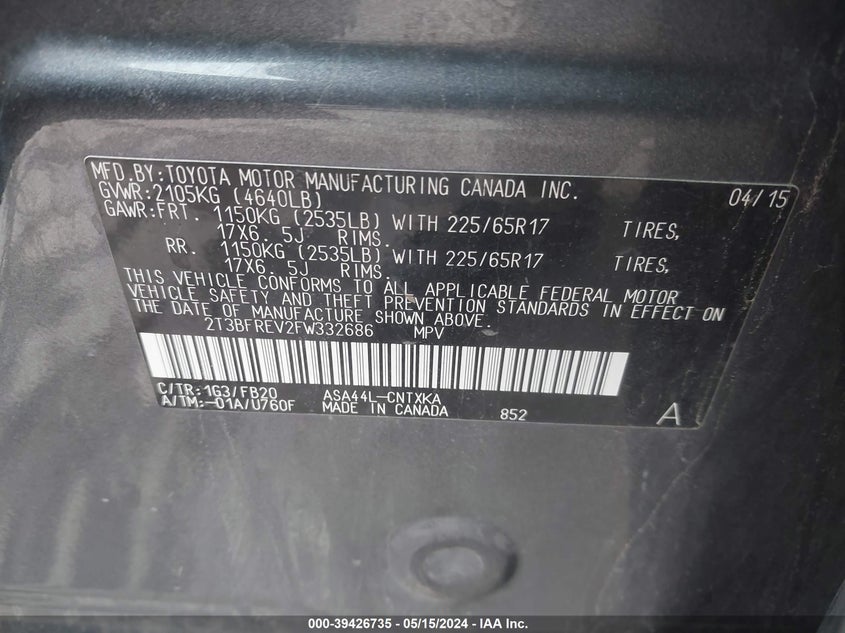 MFD.BY:TOYOTA MOTOR MANUFACTURING CANADA INC. 04/15
GVWR:2105KG (4640LB)
GAWR:FRT. 1150KG (2535LB) WITH 225/65R17 TIRES,
17X6. 5J RIMS.
RR. 1150KG (2535LB) WITH 225/65R17 TIRES,
17X6. 5J RIMS.
THIS VEHICLE CONFORMS TO ALL APPLICABLE FEDERAL MOTOR
VEHICLE SAFETY AND THEFT PREVENTION STANDARDS IN EFFECT ON
THE DATE OF MANUFACTURE SHOWN ABOVE.
2T3BFREV2FW332686 MPV
C/TR:1G3/FB20 ASA44L-CNTXKA
A/TM:-01A/U760F MADE IN CANADA 852 A
000-39426735 - 05/15/2024 - IAA Inc.